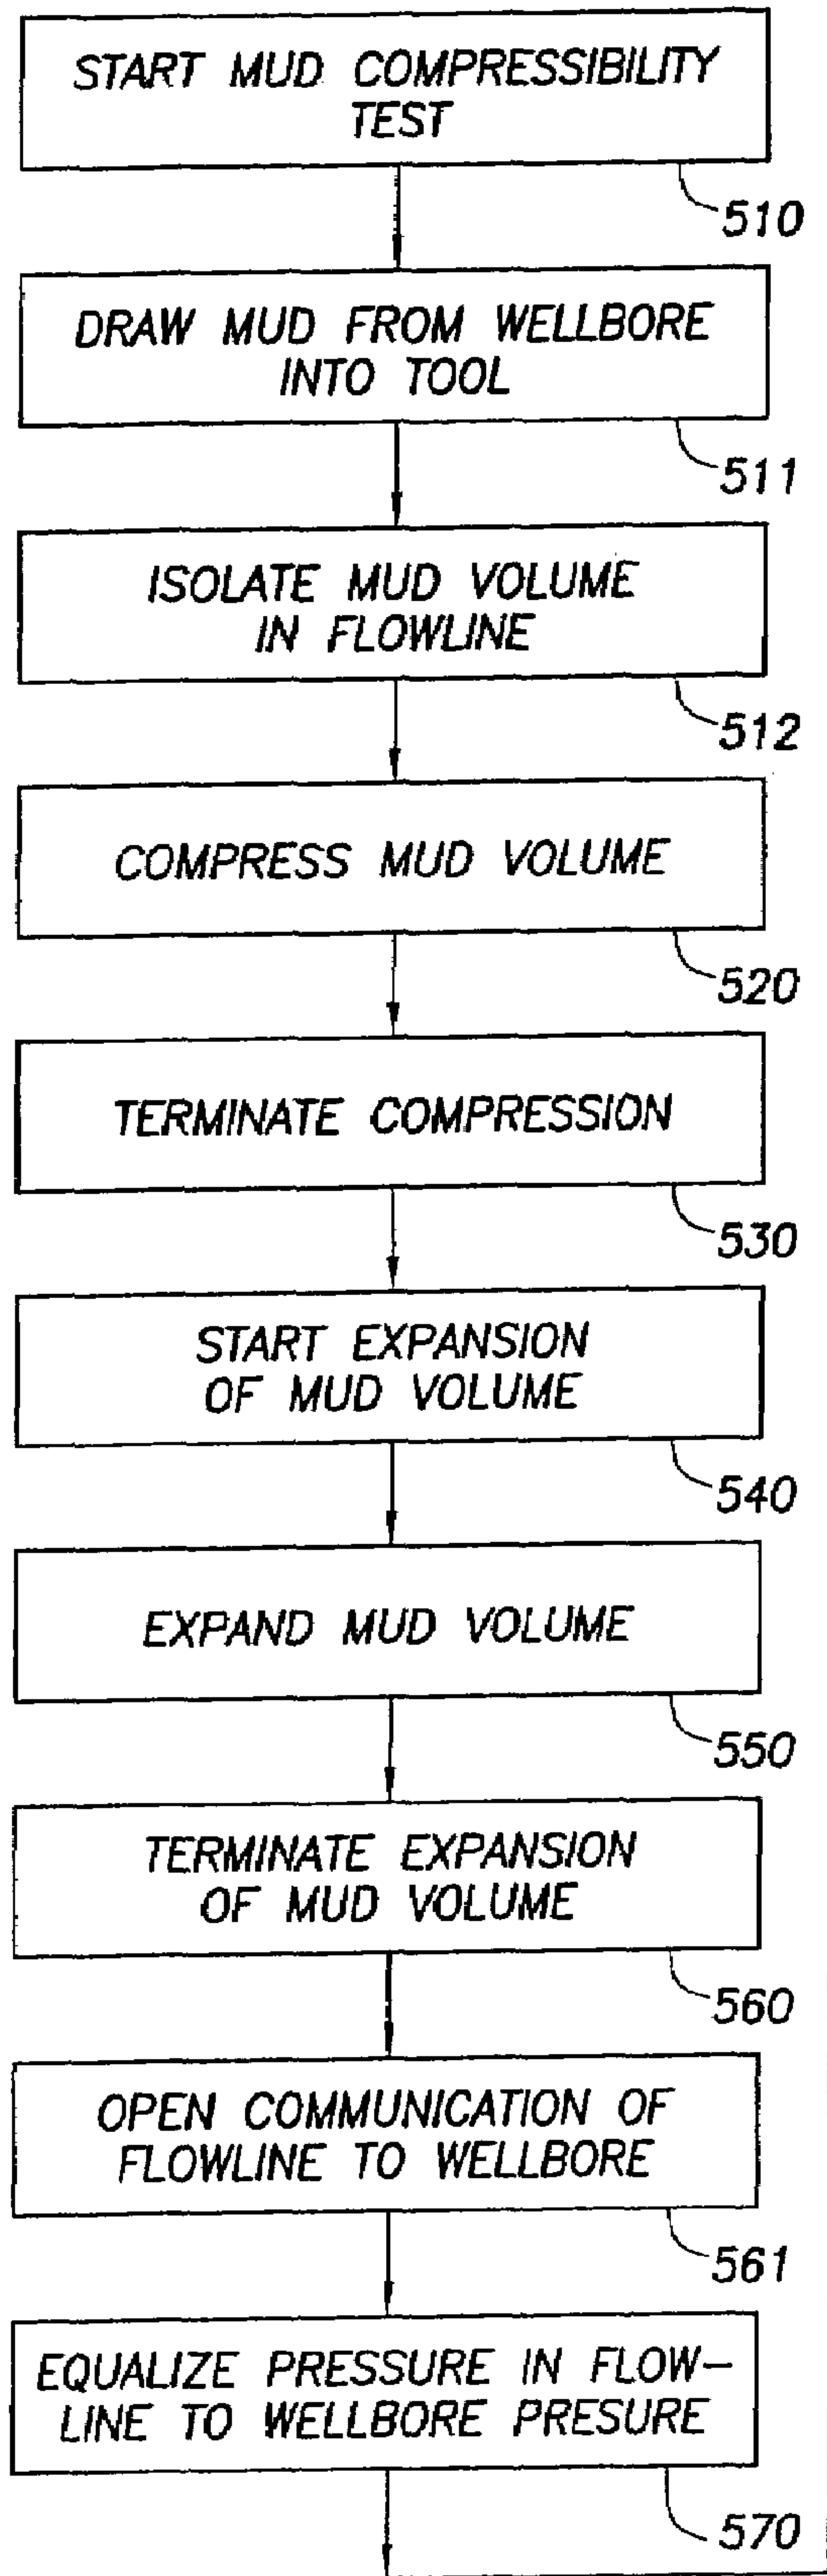 START MUD COMPRESSIBILITY
TEST
510
DRAW MUD FROM WELLBORE
INTO TOOL
511
ISOLATE MUD VOLUME
IN FLOWLINE
512
COMPRESS MUD VOLUME
520
TERMINATE COMPRESSION
530
START EXPANSION
OF MUD VOLUME
540
EXPAND MUD VOLUME
550
TERMINATE EXPANSION
OF MUD VOLUME
560
OPEN COMMUNICATION OF
FLOWLINE TO WELLBORE
561
EQUALIZE PRESSURE IN FLOW-
LINE TO WELLBORE PRESURE
570